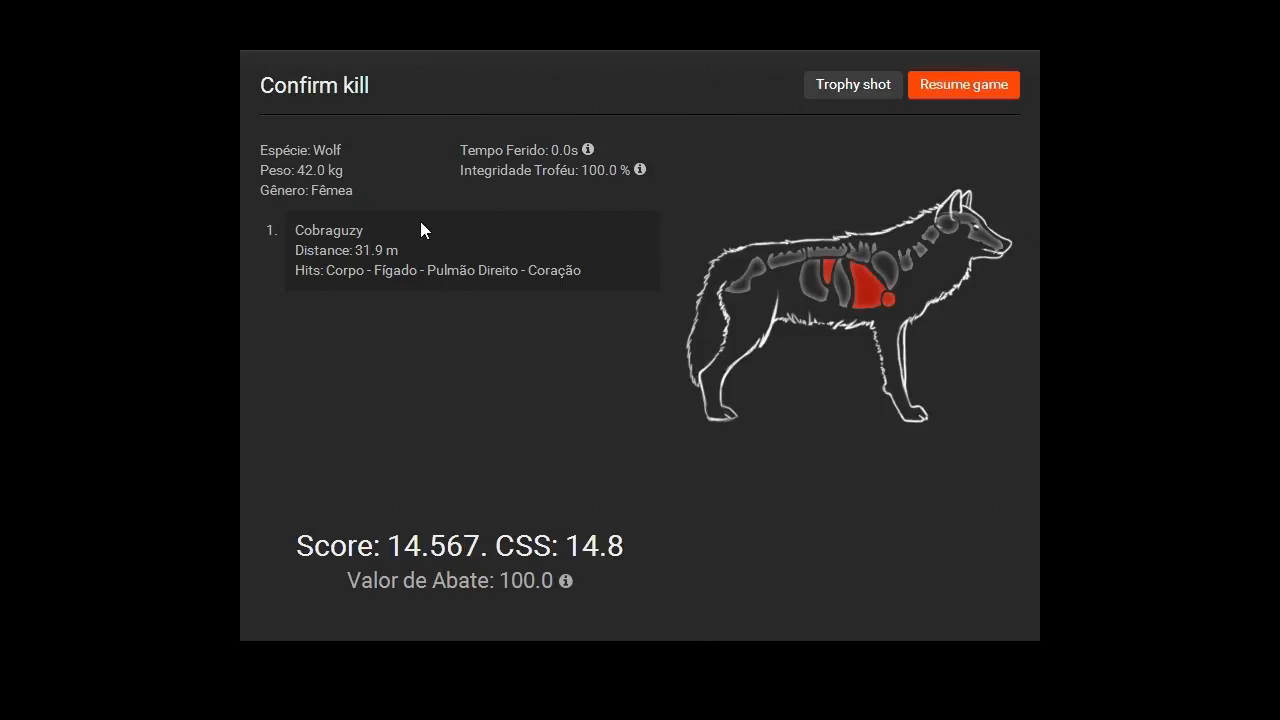 Confirm kill
Trophy shot
Resume game
Espécie: Wolf
Peso: 42.0 kg
Gênero: Fêmea
Tempo Ferido: 0.0s
Integridade Troféu: 100.0 %
1. Cobraguzy
Distance: 31.9 m
Hits: Corpo - Fígado - Pulmão Direito - Coração
Score: 14.567. CSS: 14.8
Valor de Abate: 100.0